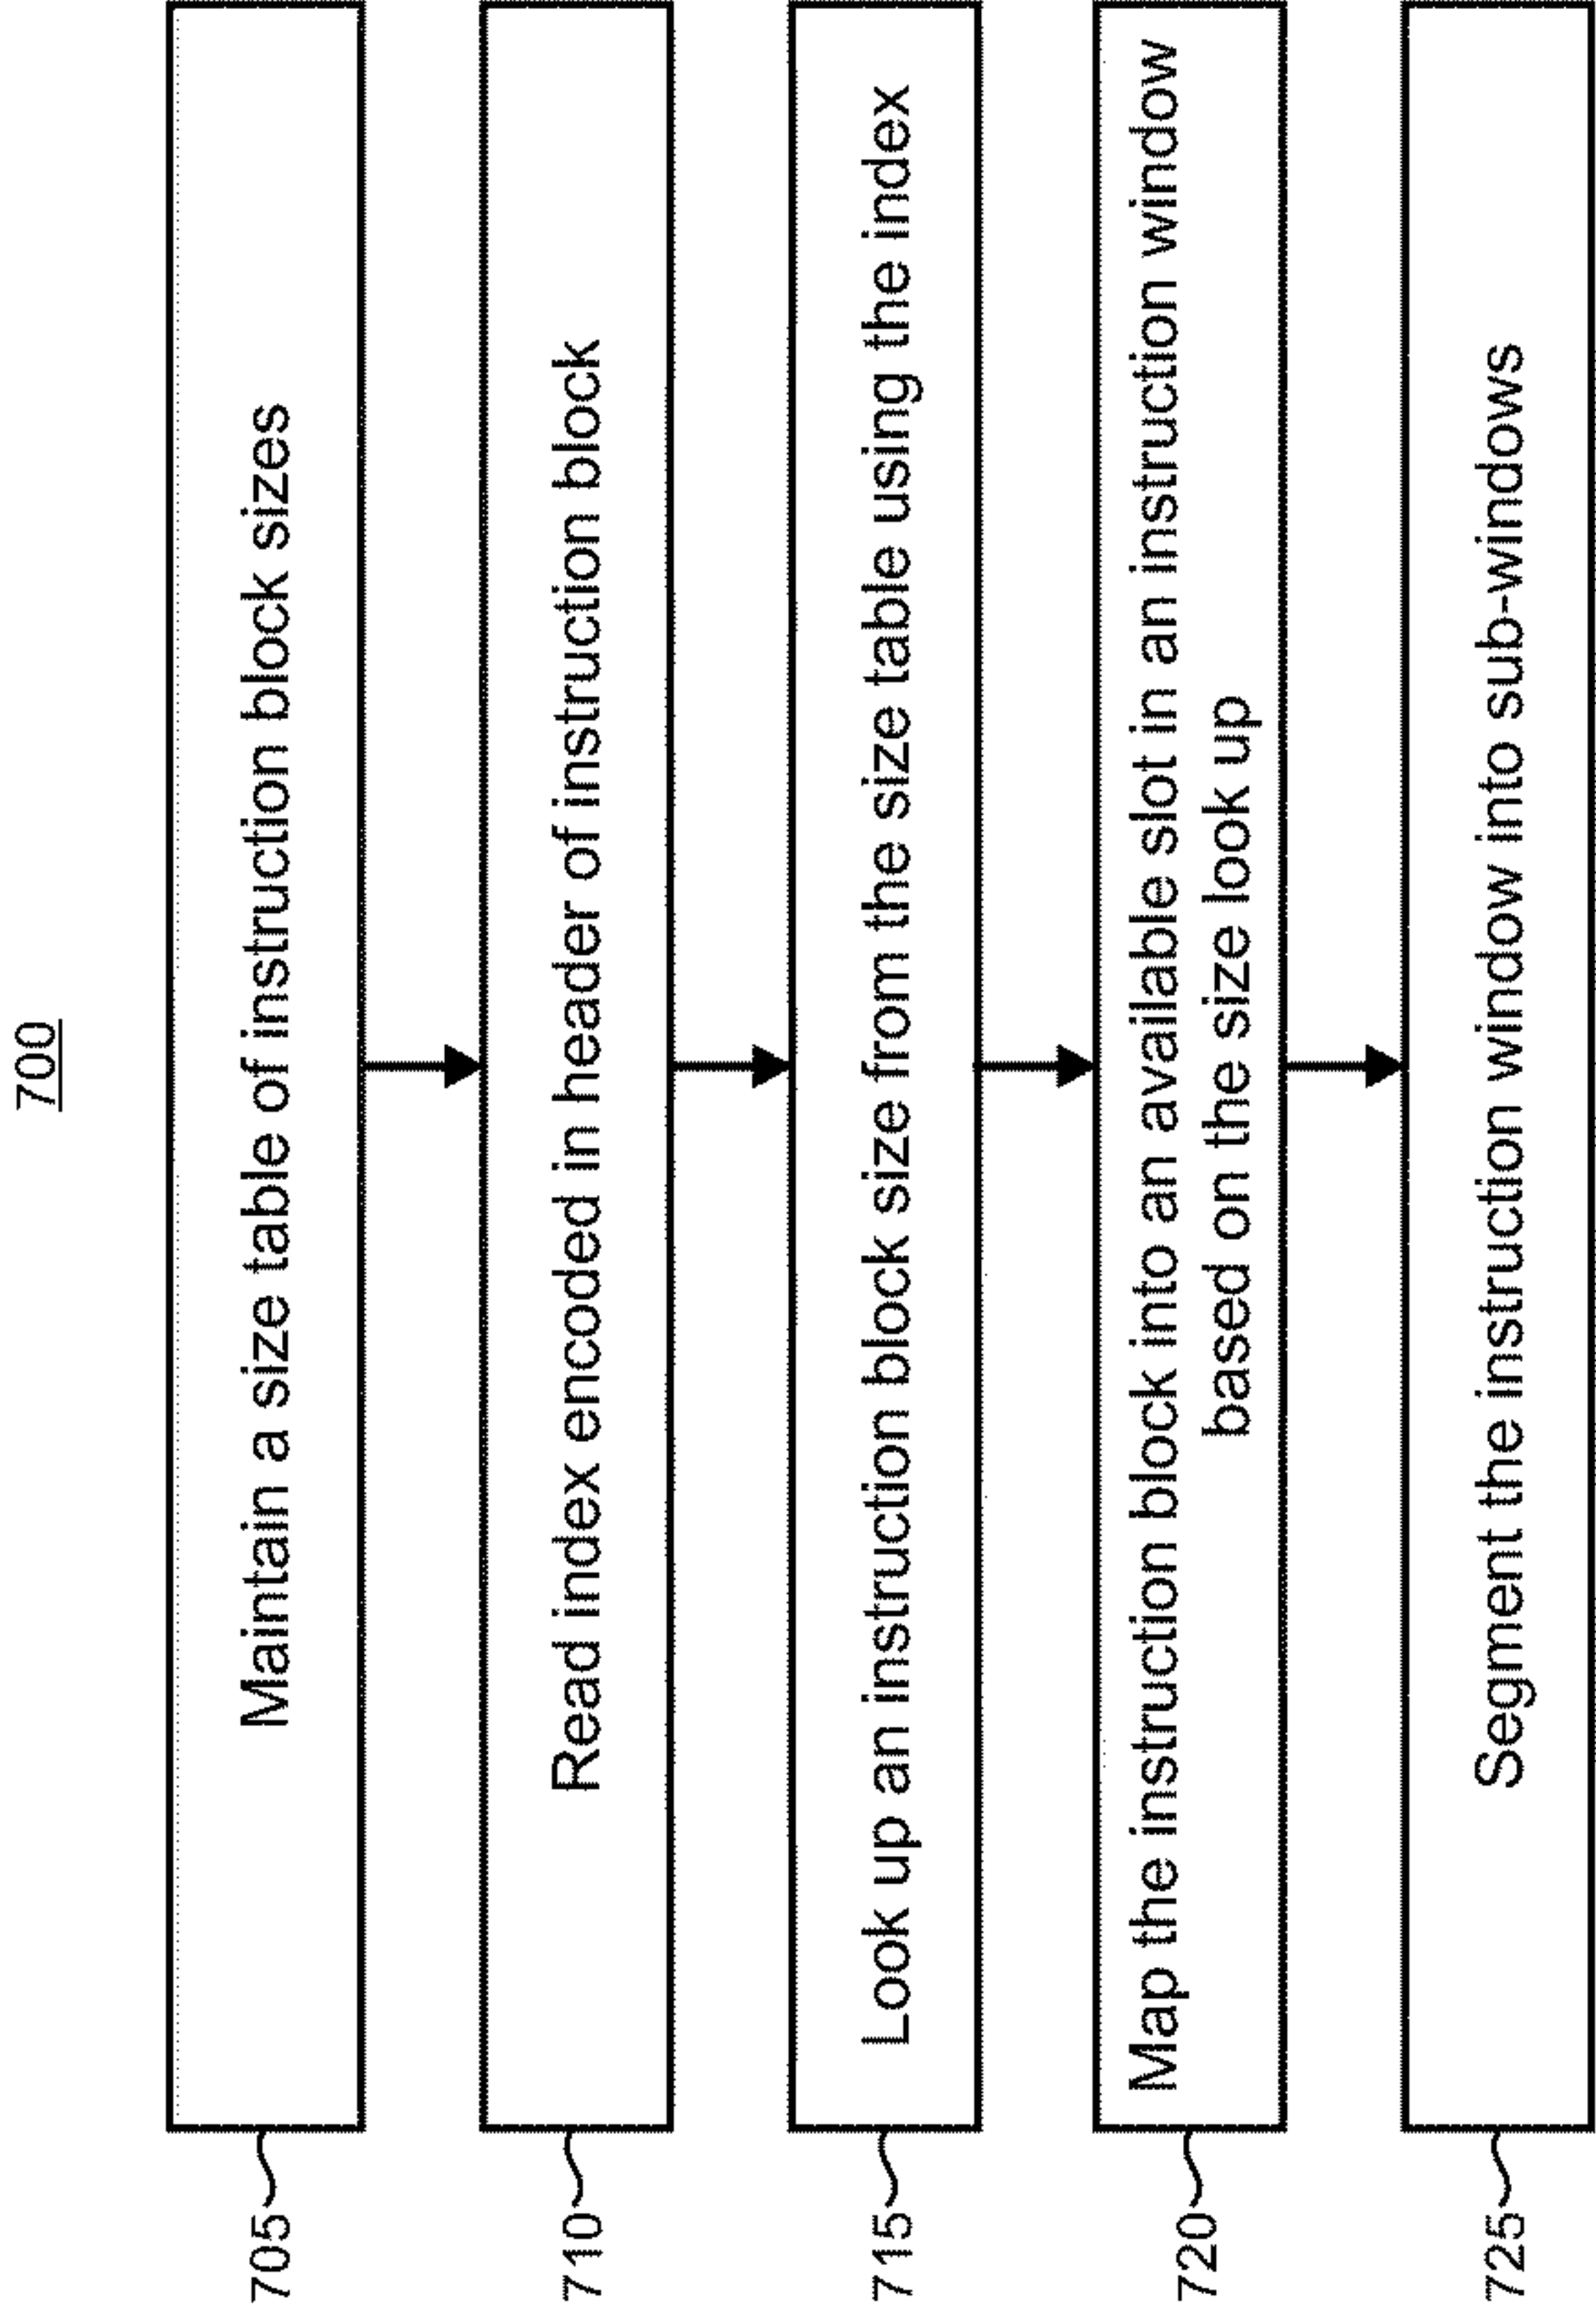 700
705
Maintain a size table of instruction block sizes
710
Read index encoded in header of instruction block
715
Look up an instruction block size from the size table using the index
720
Map the instruction block into an available slot in an instruction window
based on the size look up
725
Segment the instruction window into sub-windows